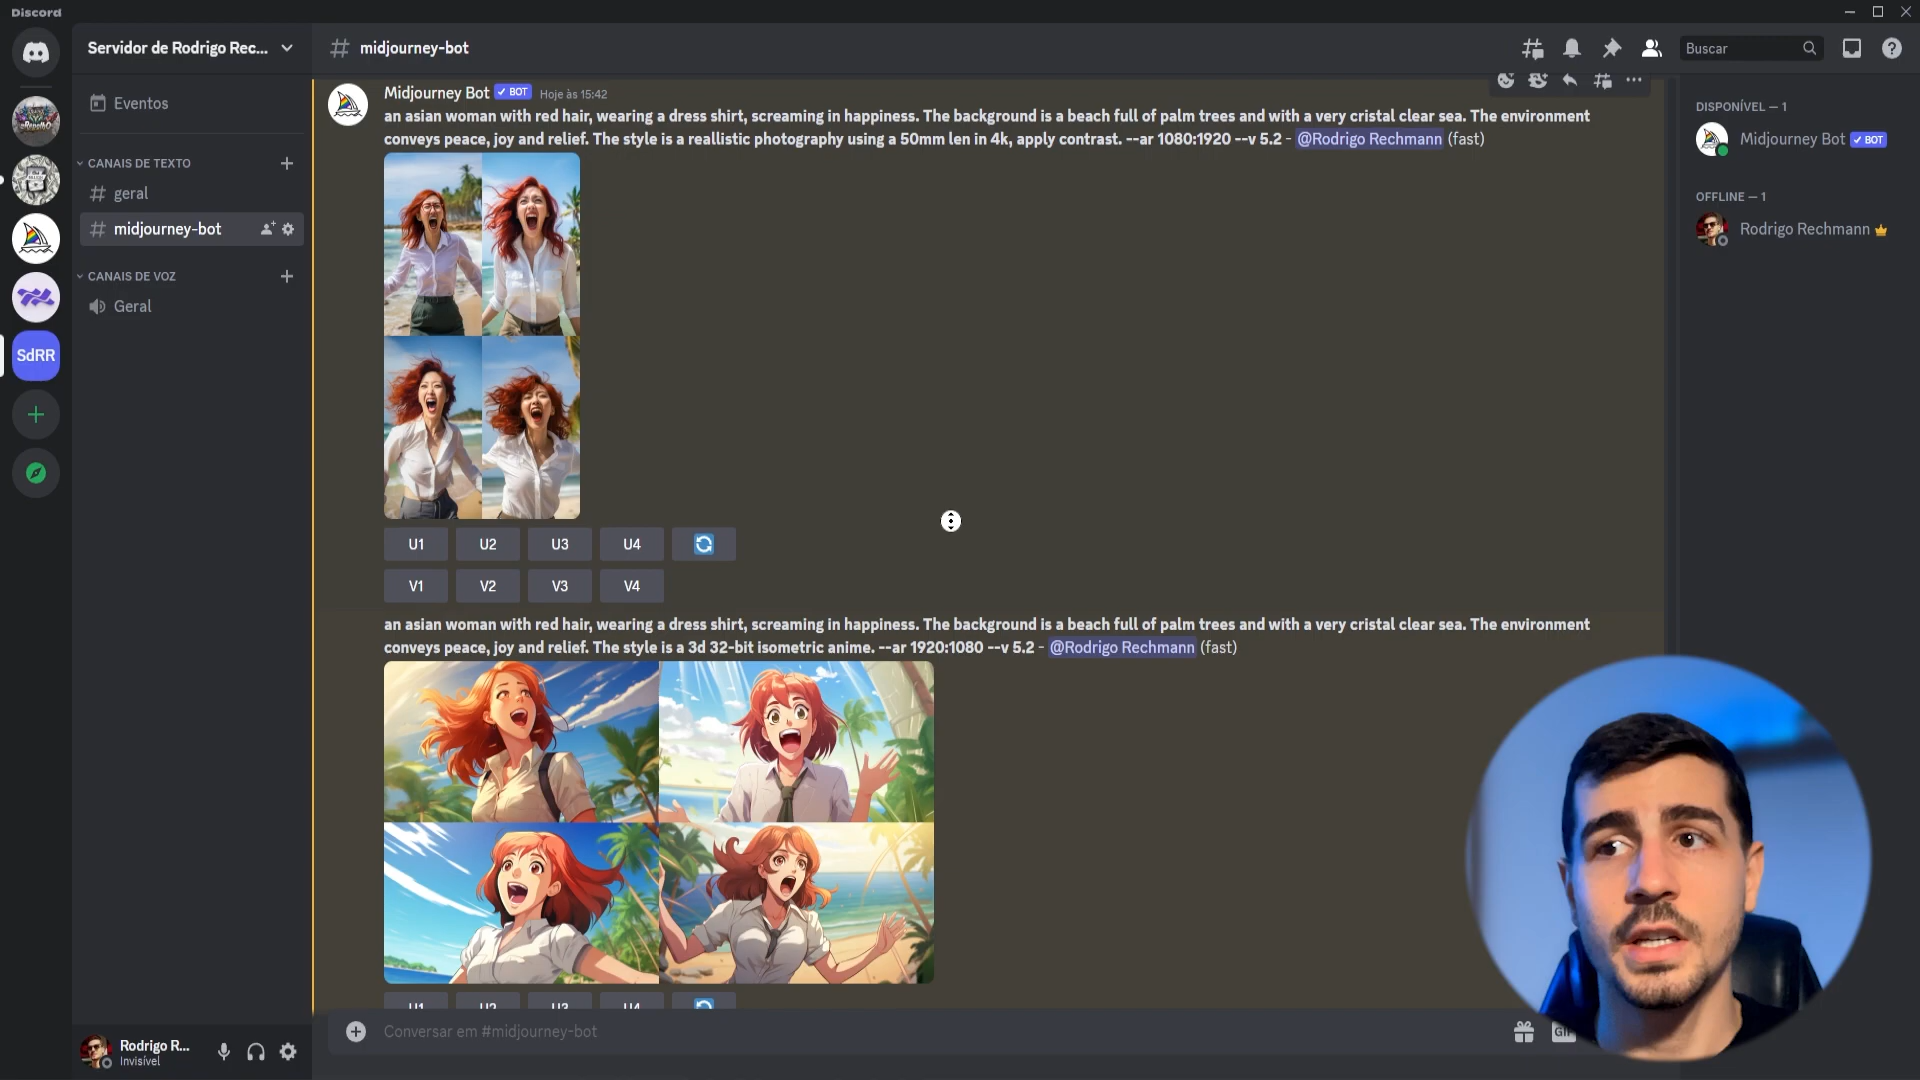 Discord
Servidor de Rodrigo Rec...
midjourney-bot
Buscar
Eventos
CANAIS DE TEXTO
geral
midjourney-bot
CANAIS DE VOZ
Geral
SdRR
Midjourney Bot ✓ BOT Hoje às 15:42
an asian woman with red hair, wearing a dress shirt, screaming in happiness. The background is a beach full of palm trees and with a very cristal clear sea. The environment
conveys peace, joy and relief. The style is a reallistic photography using a 50mm len in 4k, apply contrast. --ar 1080:1920 --v 5.2 - @Rodrigo Rechmann (fast)
U1 U2 U3 U4
V1 V2 V3 V4
an asian woman with red hair, wearing a dress shirt, screaming in happiness. The background is a beach full of palm trees and with a very cristal clear sea. The environment
conveys peace, joy and relief. The style is a 3d 32-bit isometric anime. --ar 1920:1080 --v 5.2 - @Rodrigo Rechmann (fast)
U1 U2 U3 U4
Conversar em #midjourney-bot
DISPONÍVEL — 1
Midjourney Bot ✓ BOT
OFFLINE — 1
Rodrigo Rechmann
Rodrigo R...
Invisível